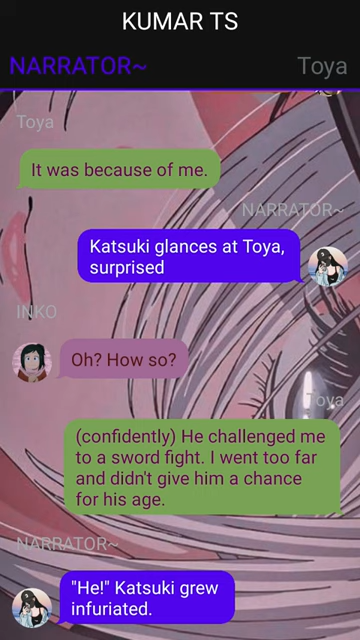 KUMAR TS
NARRATOR~ Toya
Toya
It was because of me.
NARRATOR~
Katsuki glances at Toya,
surprised
INKO
Oh? How so?
Toya
(confidently) He challenged me
to a sword fight. I went too far
and didn't give him a chance
for his age.
NARRATOR~
"He!" Katsuki grew
infuriated.